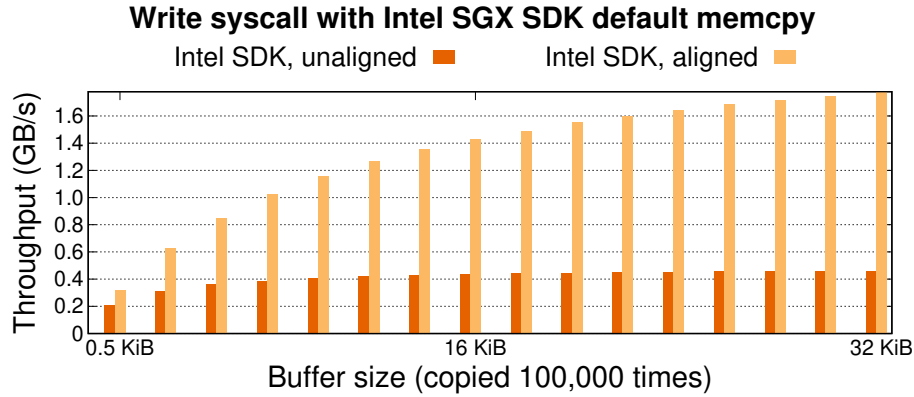 Write syscall with Intel SGX SDK default memcpy
Intel SDK, unaligned Intel SDK, aligned
Throughput (GB/s)
1.6
1.4
1.2
1.0
0.8
0.6
0.4
0.2
0
0.5 KiB 16 KiB 32 KiB
Buffer size (copied 100,000 times)